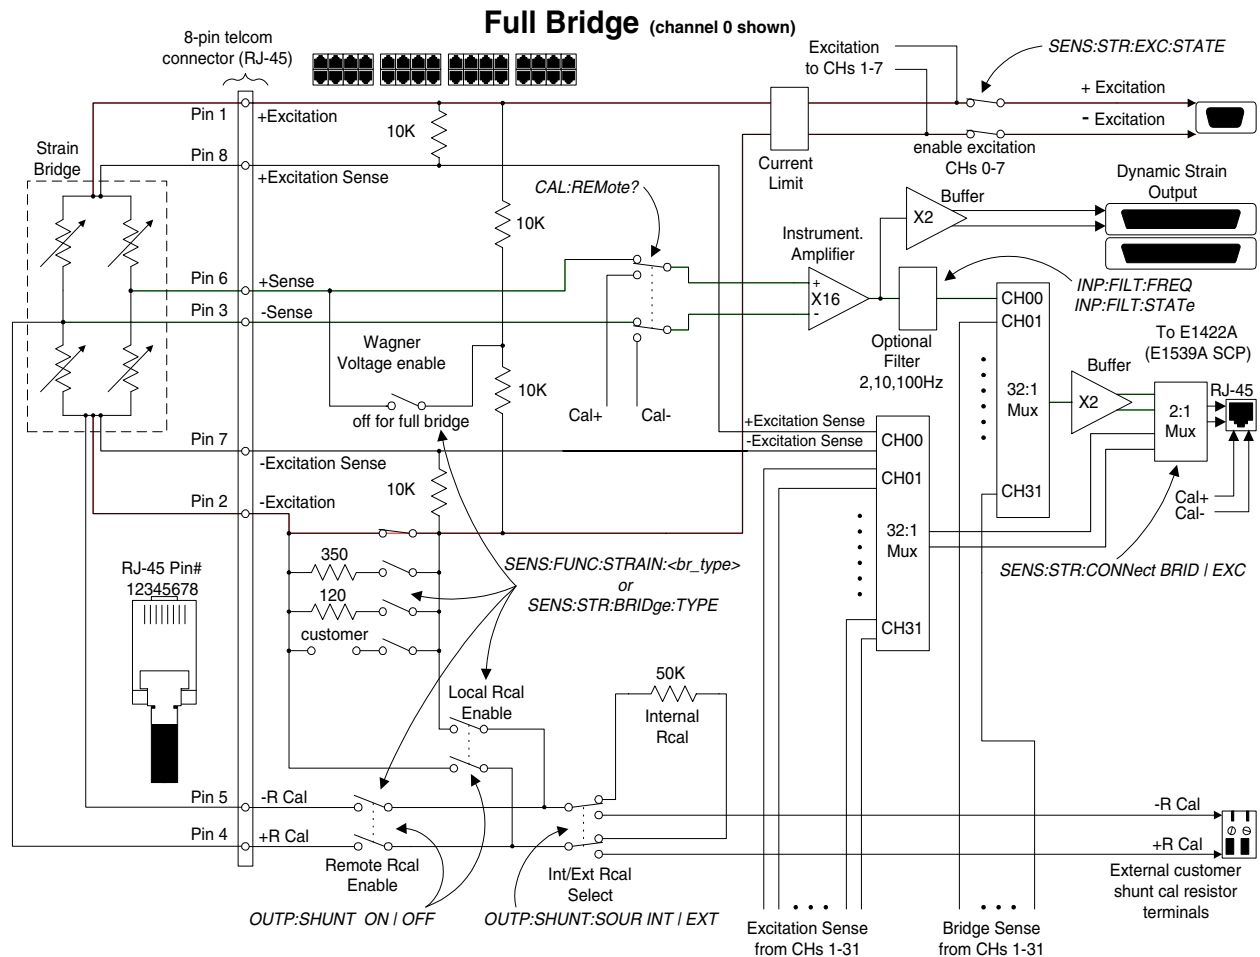 Full Bridge (channel 0 shown)
8-pin telcom
connector (RJ-45)
Excitation
to CHs 1-7
SENS:STR:EXC:STATE
Pin 1
+Excitation
10K
+ Excitation
- Excitation
Strain
Bridge
Pin 8
+Excitation Sense
Current
Limit
enable excitation
CHs 0-7
CAL:REMote?
Dynamic Strain
Output
Buffer
X2
10K
Instrument.
Amplifier
Pin 6
+Sense
+
X16
-
INP:FILT:FREQ
INP:FILT:STATe
CH00
Pin 3
-Sense
CH01
Wagner
Voltage enable
Optional
Filter
2,10,100Hz
To E1422A
(E1539A SCP)
Buffer
10K
32:1
Mux
X2
2:1
Mux
RJ-45
off for full bridge
Cal+
Cal-
+Excitation Sense
-Excitation Sense
CH00
Pin 7
-Excitation Sense
CH01
10K
CH31
Cal+
Cal-
Pin 2
-Excitation
32:1
Mux
RJ-45 Pin#
12345678
350
120
customer
SENS:FUNC:STRAIN:<br_type>
or
SENS:STR:BRIDge:TYPE
SENS:STR:CONNect BRID | EXC
CH31
Local Rcal
Enable
50K
Internal
Rcal
Pin 5
-R Cal
-R Cal
Pin 4
+R Cal
+R Cal
Remote Rcal
Enable
Int/Ext Rcal
Select
External customer
shunt cal resistor
terminals
OUTP:SHUNT ON | OFF
OUTP:SHUNT:SOUR INT | EXT
Excitation Sense
from CHs 1-31
Bridge Sense
from CHs 1-31